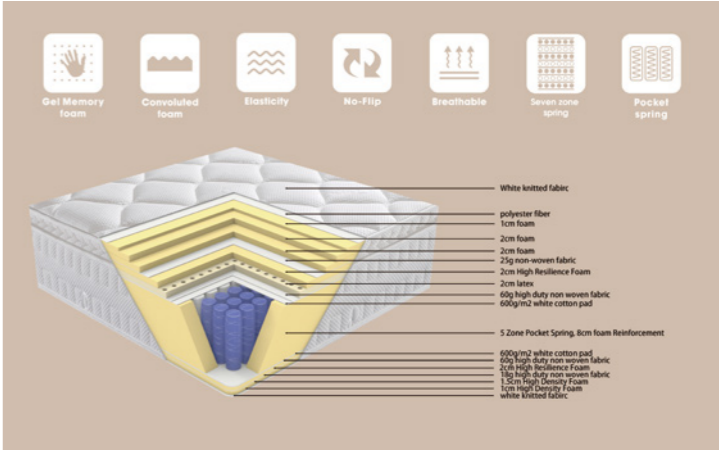 Gel Memory
foam
Convoluted
foam
Elasticity
No-Flip
Breathable
Seven zone
spring
Pocket
spring
White knitted fabirc
polyester fiber
1cm foam
2cm foam
2cm foam
25g non-woven fabric
2cm High Resilience Foam
2cm latex
60g high duty non woven fabric
600g/m2 white cotton pad
5 Zone Pocket Spring, 8cm foam Reinforcement
600g/m2 white cotton pad
60g high duty non woven fabric
2cm High Resilience Foam
18g high duty non woven fabric
1.5cm High Density Foam
1cm High Density Foam
white knitted fabirc